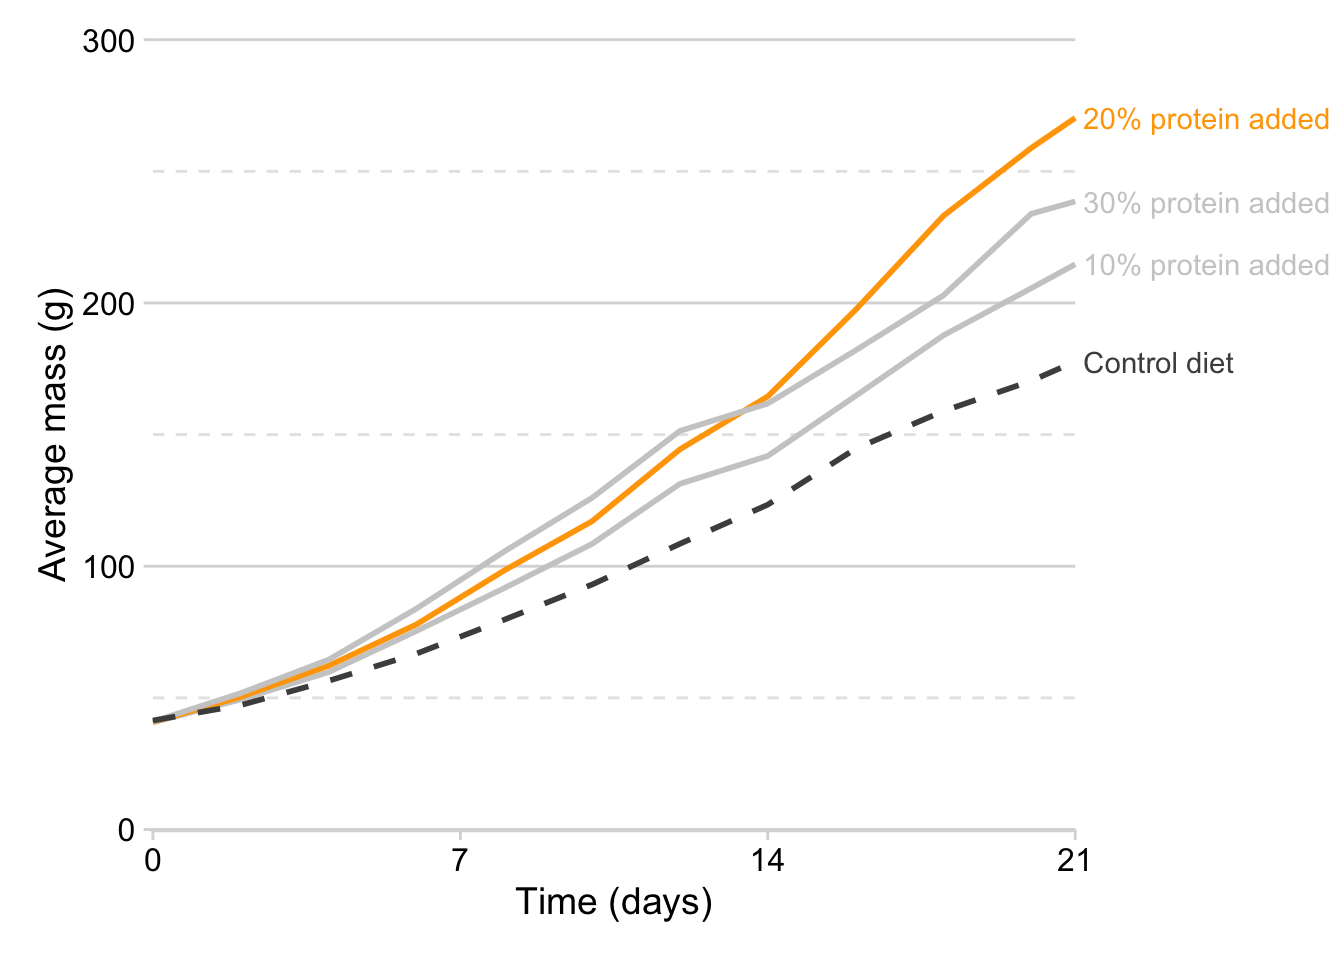 300
20% protein added
30% protein added
10% protein added
200
Control diet
Average mass (g)
100
0
0 7 14 21
Time (days)